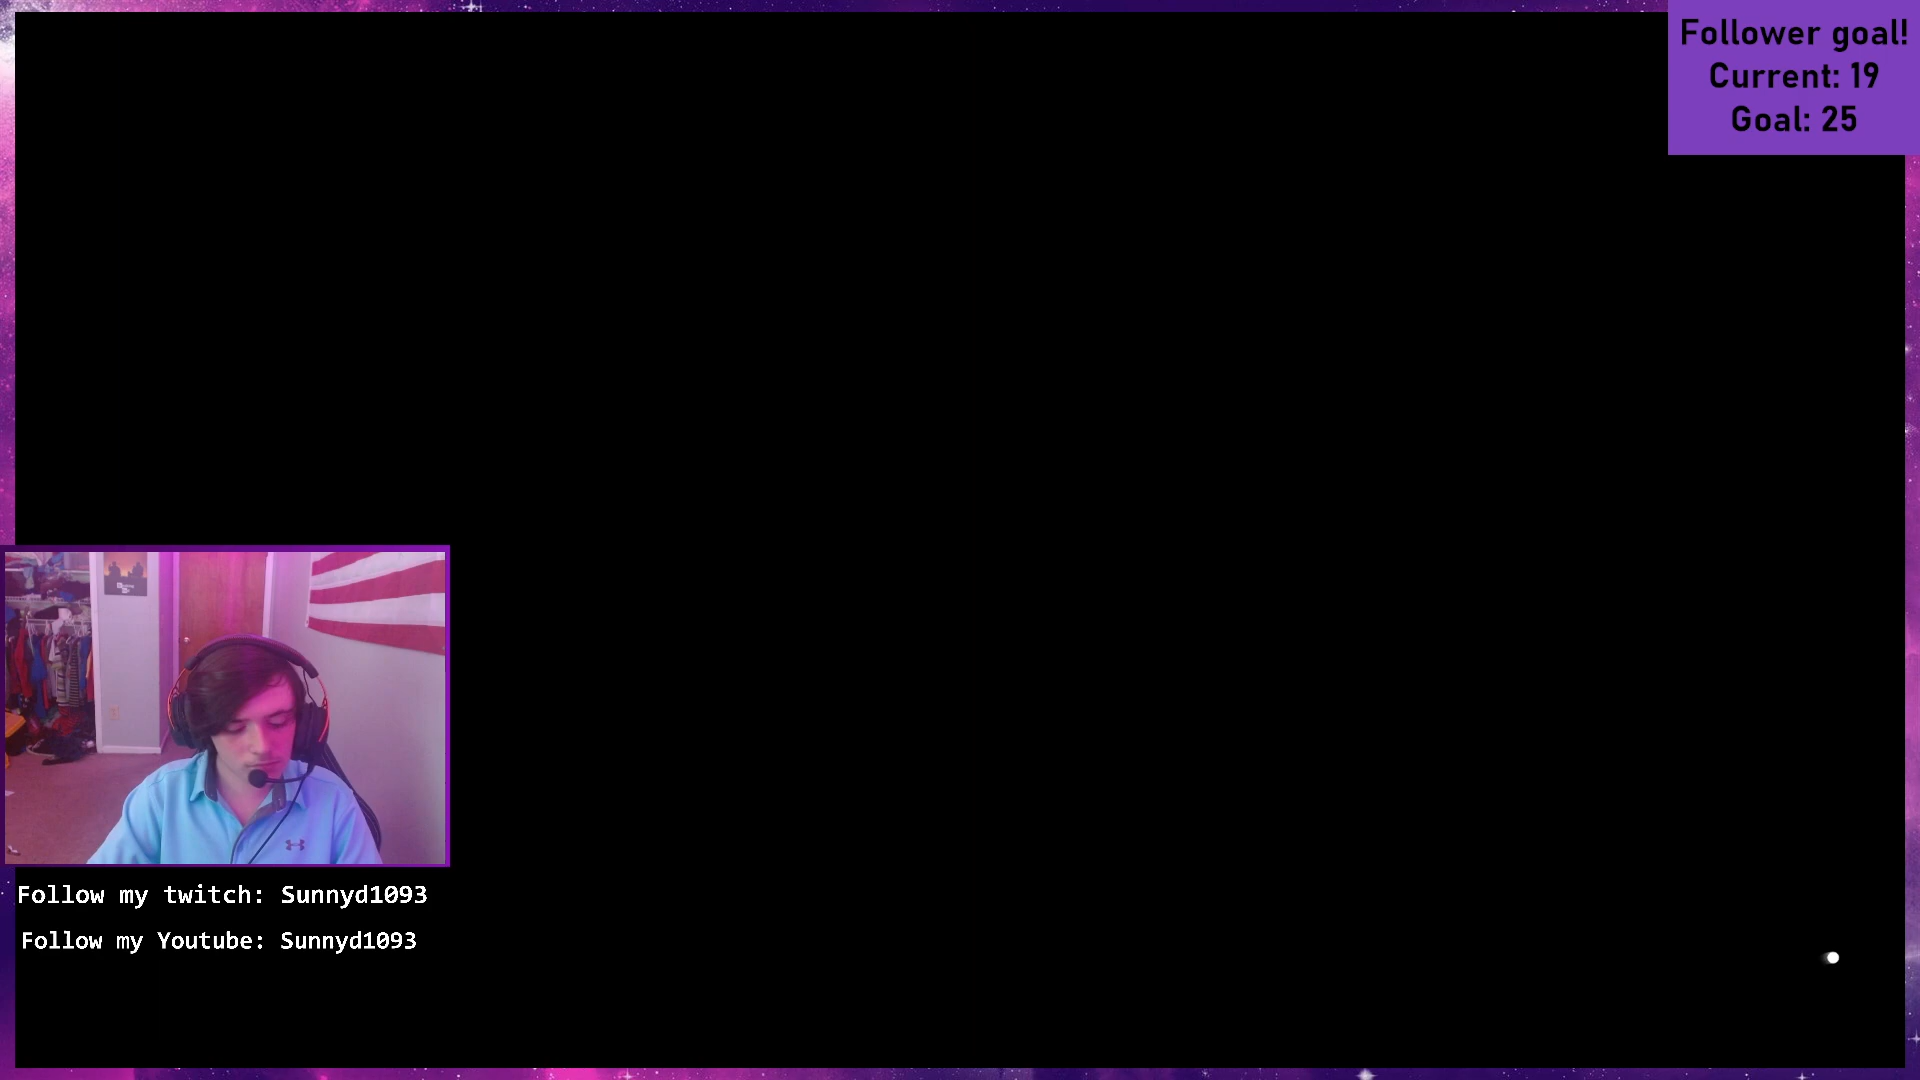 Follower goal!
Current: 19
Goal: 25
Follow my twitch: Sunnyd1093
Follow my Youtube: Sunnyd1093